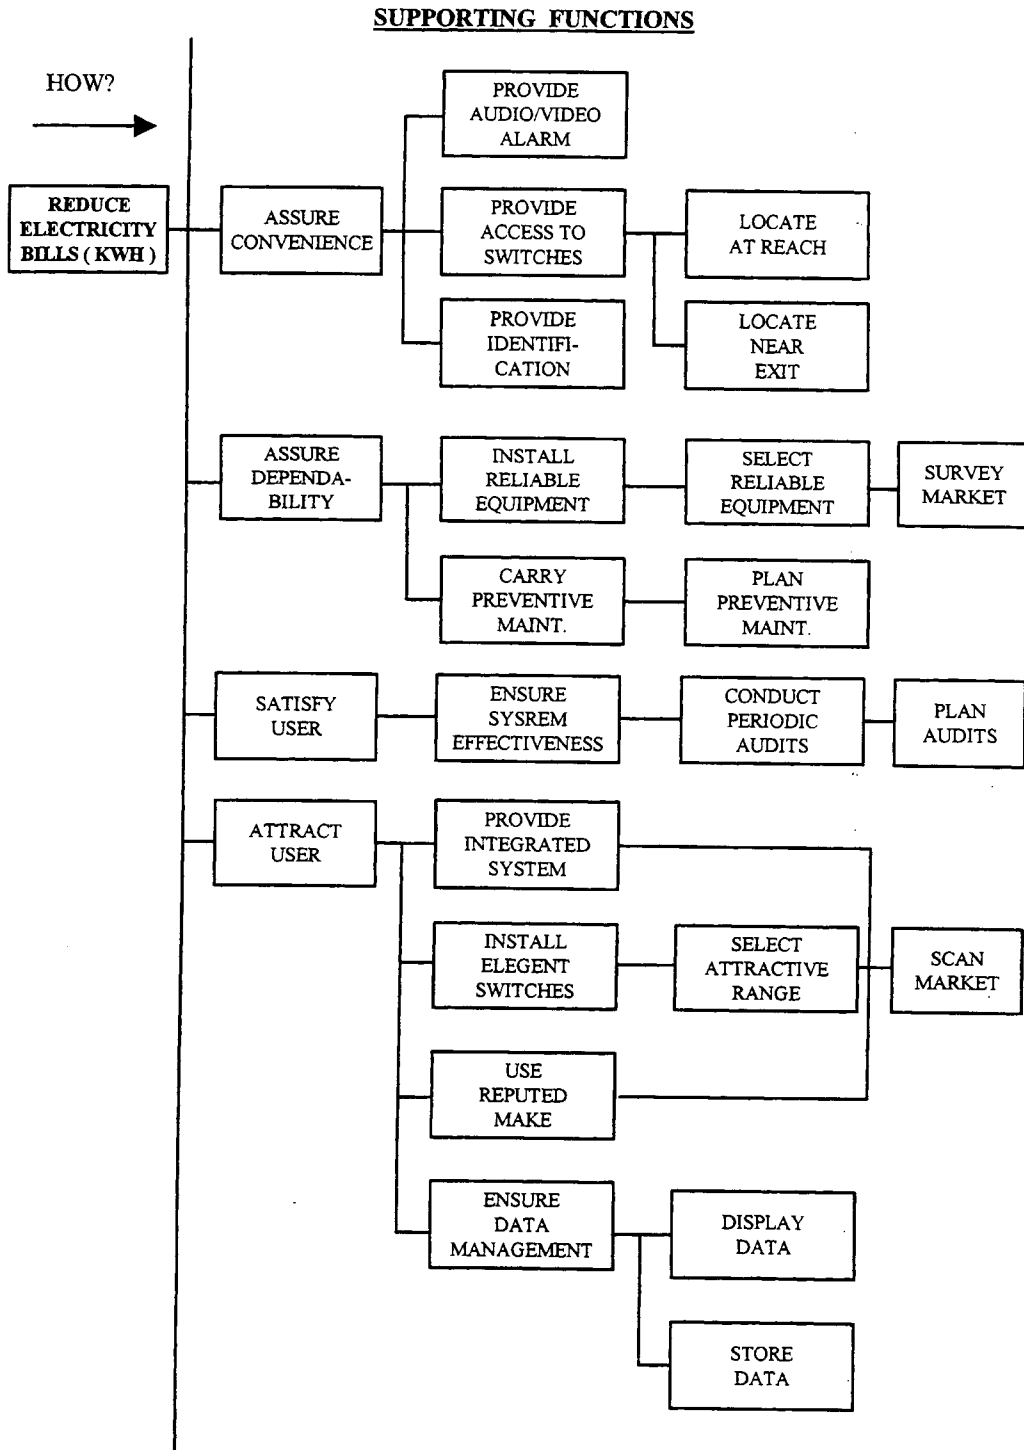 SUPPORTING FUNCTIONS
HOW?
REDUCE
ELECTRICITY
BILLS ( KWH )
ASSURE
CONVENIENCE
PROVIDE
AUDIO/VIDEO
ALARM
PROVIDE
ACCESS TO
SWITCHES
LOCATE
AT REACH
PROVIDE
IDENTIFI-
CATION
LOCATE
NEAR
EXIT
ASSURE
DEPENDA-
BILITY
INSTALL
RELIABLE
EQUIPMENT
SELECT
RELIABLE
EQUIPMENT
SURVEY
MARKET
CARRY
PREVENTIVE
MAINT.
PLAN
PREVENTIVE
MAINT.
SATISFY
USER
ENSURE
SYSREM
EFFECTIVENESS
CONDUCT
PERIODIC
AUDITS
PLAN
AUDITS
ATTRACT
USER
PROVIDE
INTEGRATED
SYSTEM
INSTALL
ELEGENT
SWITCHES
SELECT
ATTRACTIVE
RANGE
SCAN
MARKET
USE
REPUTED
MAKE
ENSURE
DATA
MANAGEMENT
DISPLAY
DATA
STORE
DATA